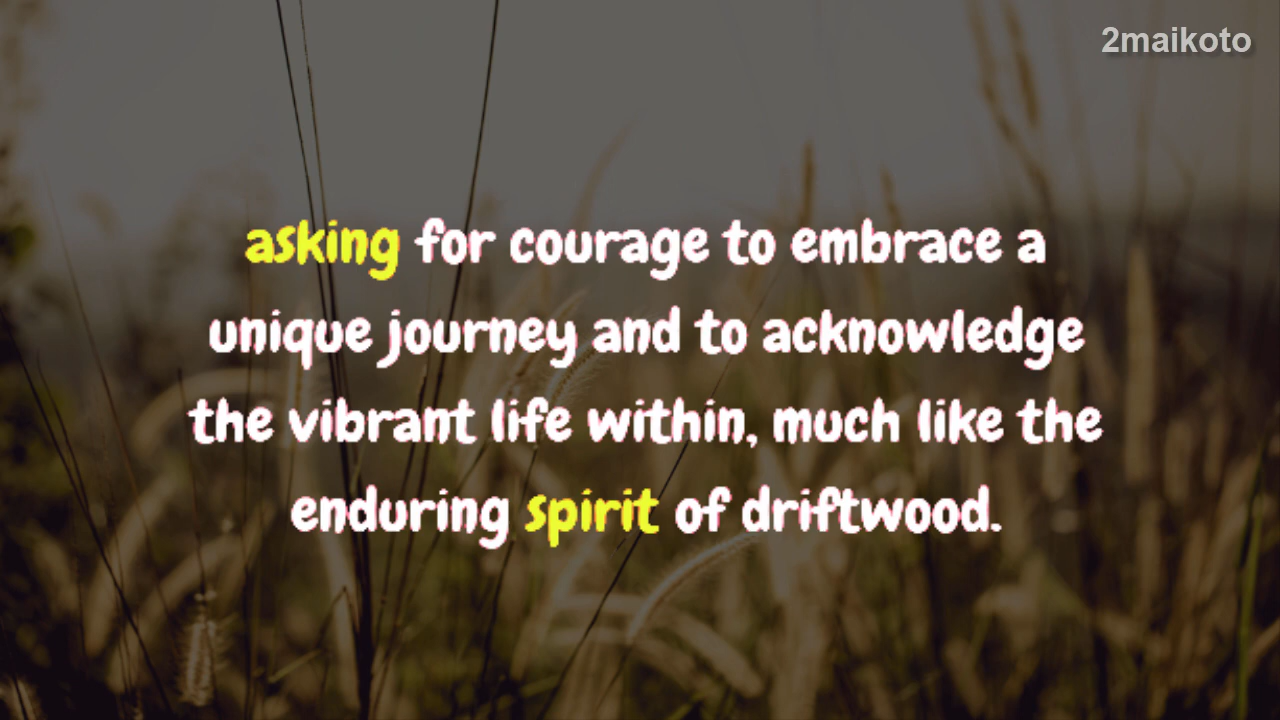 2maikoto
asking for courage to embrace a
unique journey and to acknowledge
the vibrant life within, much like the
enduring spirit of driftwood.